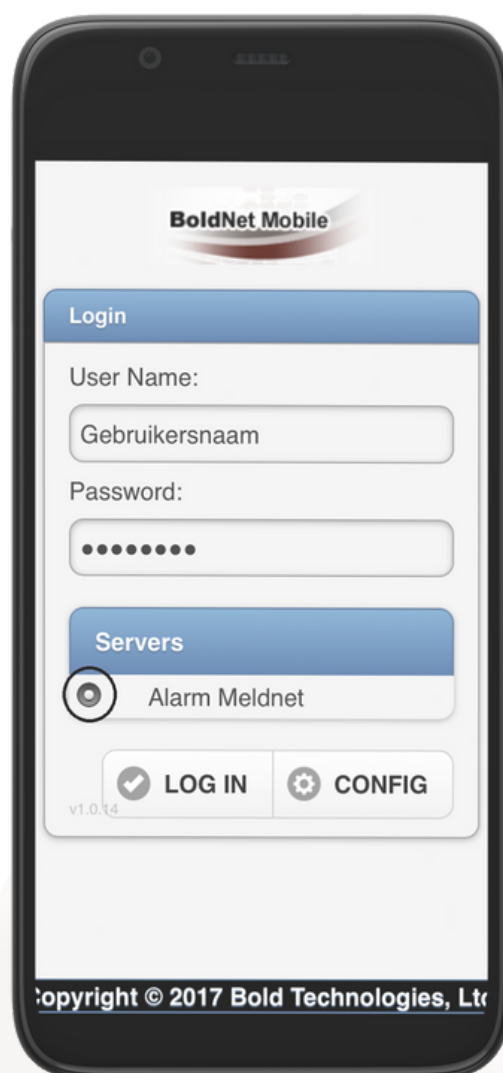 BoldNet Mobile
Login
User Name:
Gebruikersnaam
Password:
••••••••
Servers
Alarm Meldnet
LOG IN
CONFIG
v1.0.14
Copyright © 2017 Bold Technologies, Ltd